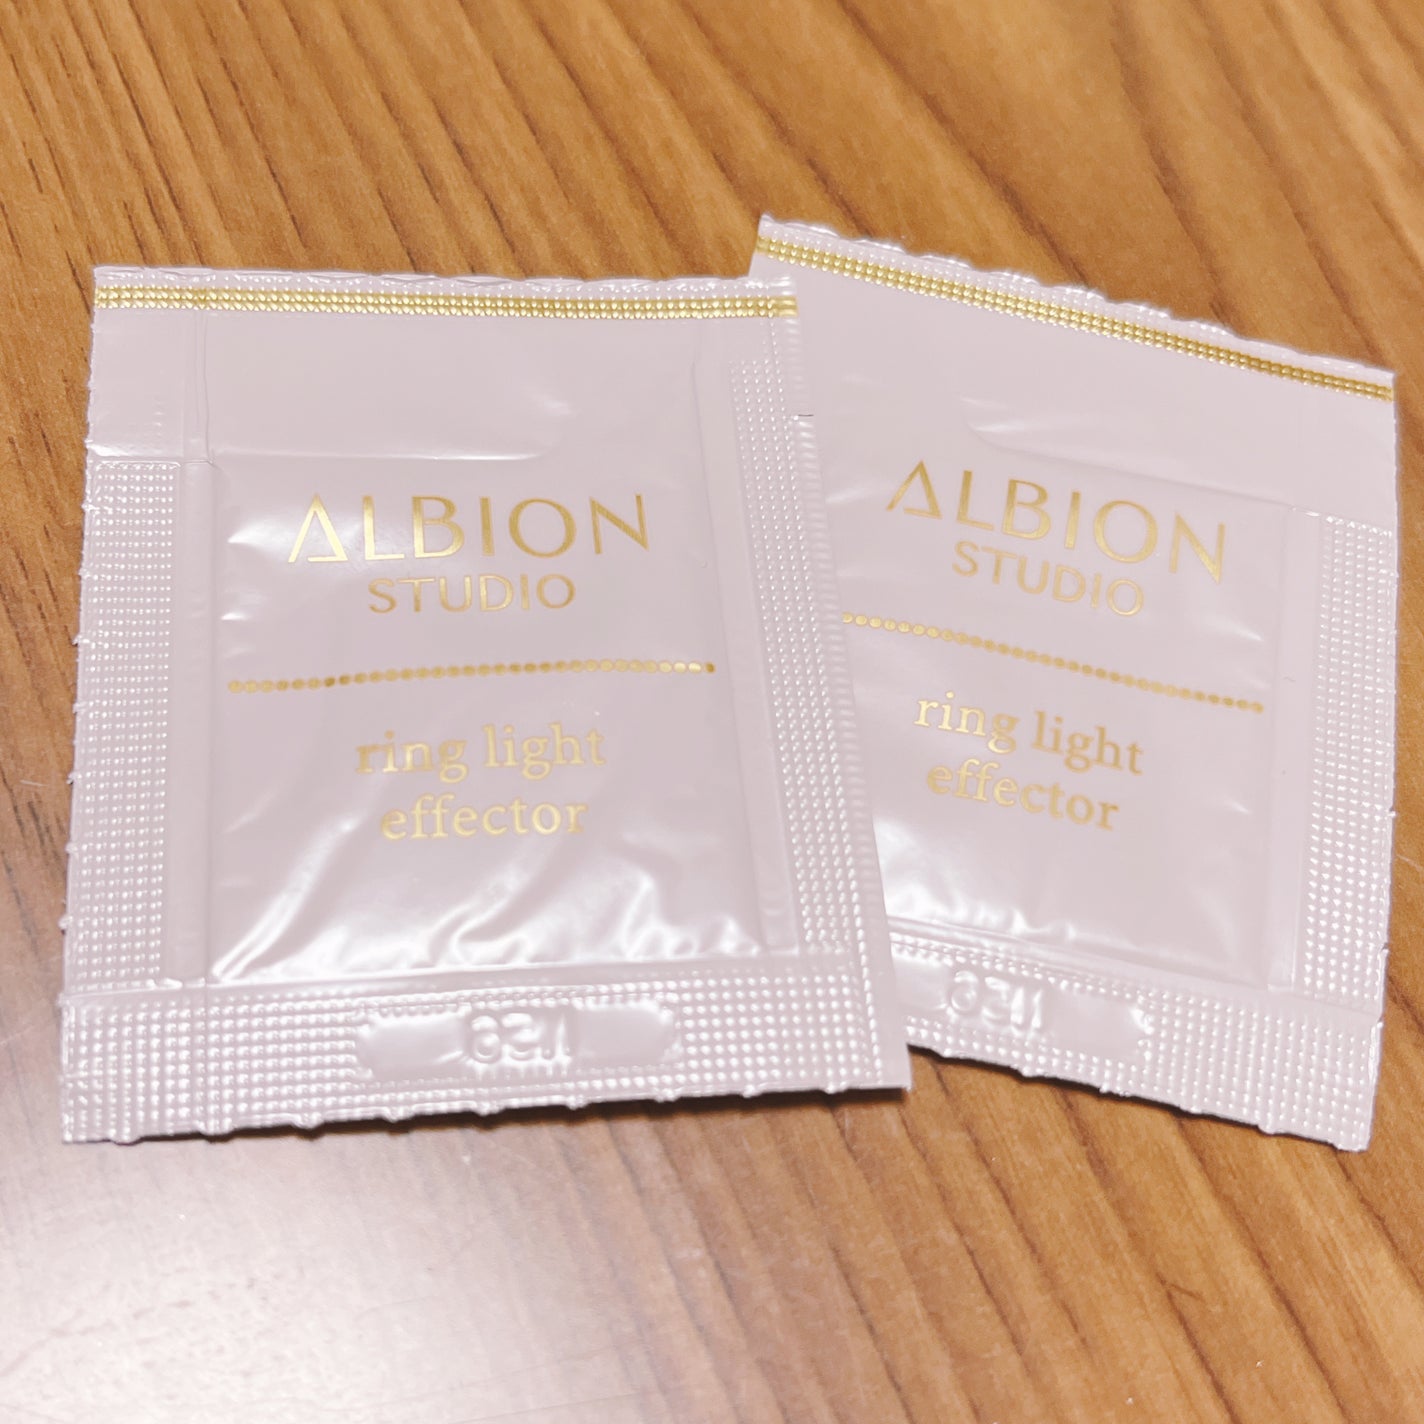 ALBION
STUDIO
ring light
effector
ALBION
STUDIO
ring light
effector